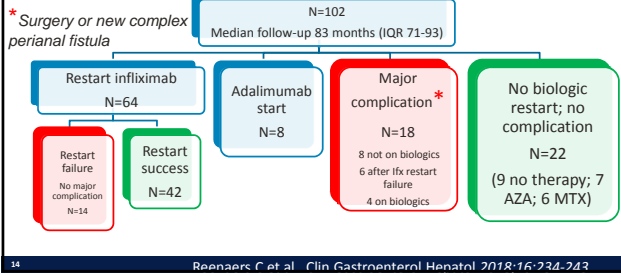 *Surgery or new complex
perianal fistula
N=102
Median follow-up 83 months (IQR 71-93)
Restart infliximab
N=64
Adalimumab
start
N=8
Major
complication*
N=18
8 not on biologics
6 after Ifx restart
failure
4 on biologics
No biologic
restart; no
complication
N=22
(9 no therapy; 7
AZA; 6 MTX)
Restart
failure
No major
complication
N=14
Restart
success
N=42
14
Reenaers C et al. Clin Gastroenterol Hepatol 2018;16:234-243